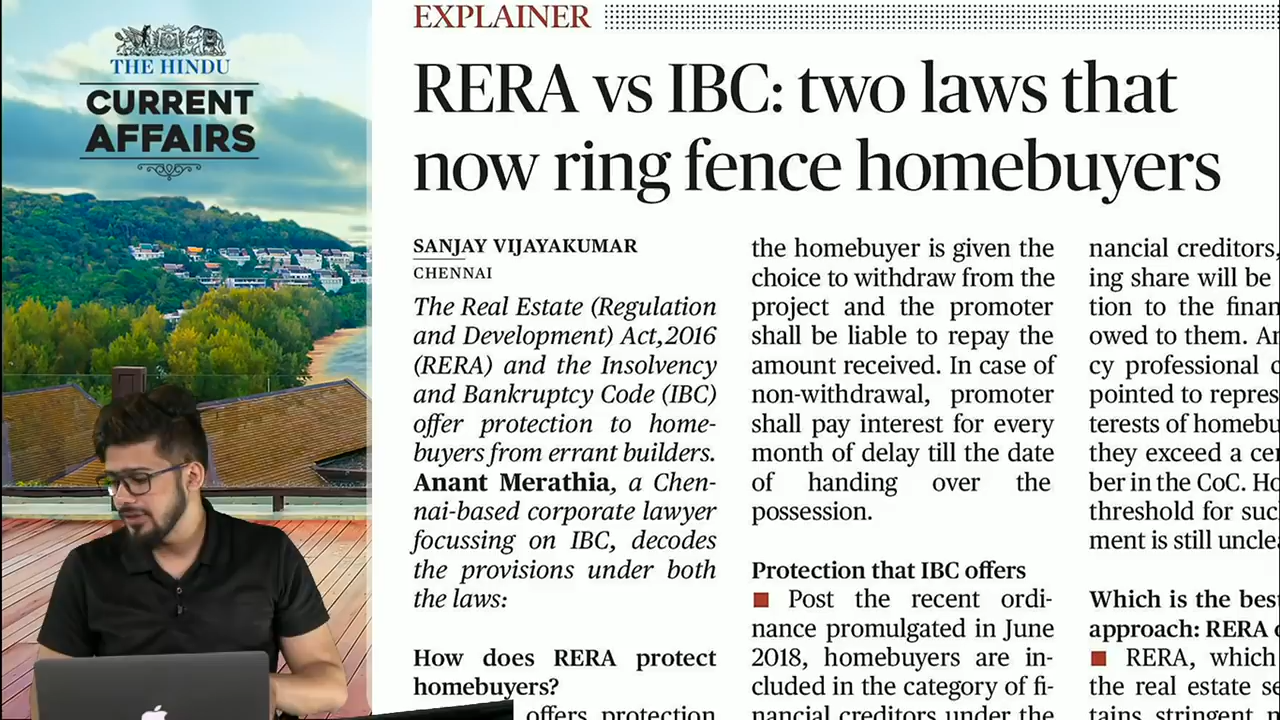 THE HINDU
CURRENT
AFFAIRS
EXPLAINER
RERA vs IBC: two laws that
now ring fence homebuyers
SANJAY VIJAYAKUMAR
CHENNAI
The Real Estate (Regulation
and Development) Act,2016
(RERA) and the Insolvency
and Bankruptcy Code (IBC)
offer protection to home-
buyers from errant builders.
Anant Merathia, a Chen-
nai-based corporate lawyer
focussing on IBC, decodes
the provisions under both
the laws:
How does RERA protect
homebuyers?
offers protection
the homebuyer is given the
choice to withdraw from the
project and the promoter
shall be liable to repay the
amount received. In case of
non-withdrawal, promoter
shall pay interest for every
month of delay till the date
of handing over the
possession.
Protection that IBC offers
Post the recent ordi-
nance promulgated in June
2018, homebuyers are in-
cluded in the category of fi-
nancial creditors under the
nancial creditors,
ing share will be
tion to the finan
owed to them. An
cy professional c
pointed to repres
terests of homebu
they exceed a cer
ber in the CoC. Ho
threshold for suc
ment is still uncle
Which is the bes
approach: RERA
RERA, which
the real estate se
tains stringent